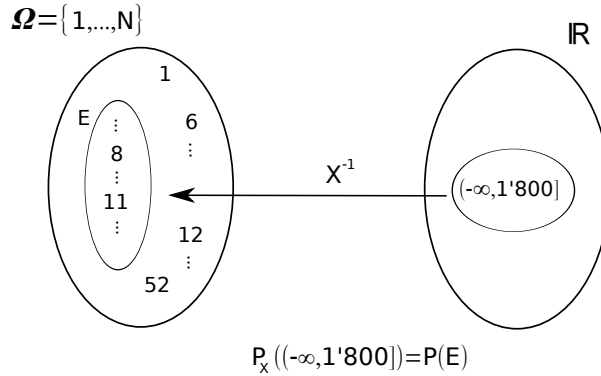 Ω={1,...,N}
ℝ
1
E
6
⋮
⋮
8
⋮
(-∞,1'800]
X⁻¹
11
⋮
12
⋮
52
Pₓ((-∞,1'800])=P(E)